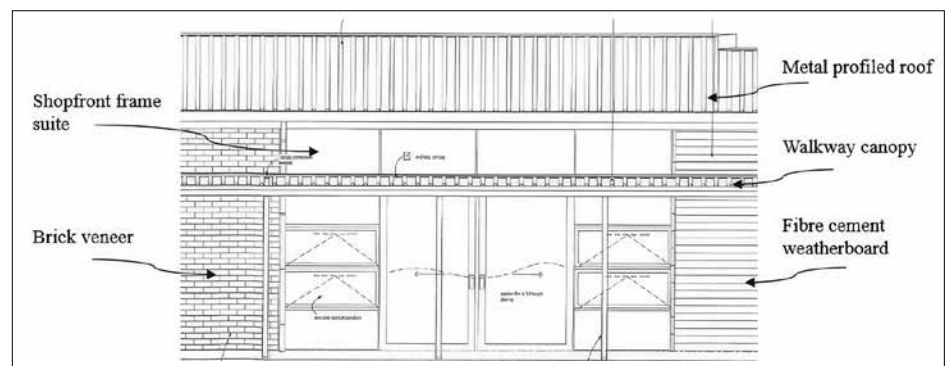 Metal profiled roof
Shopfront frame
suite
Walkway canopy
Brick veneer
Fibre cement
weatherboard